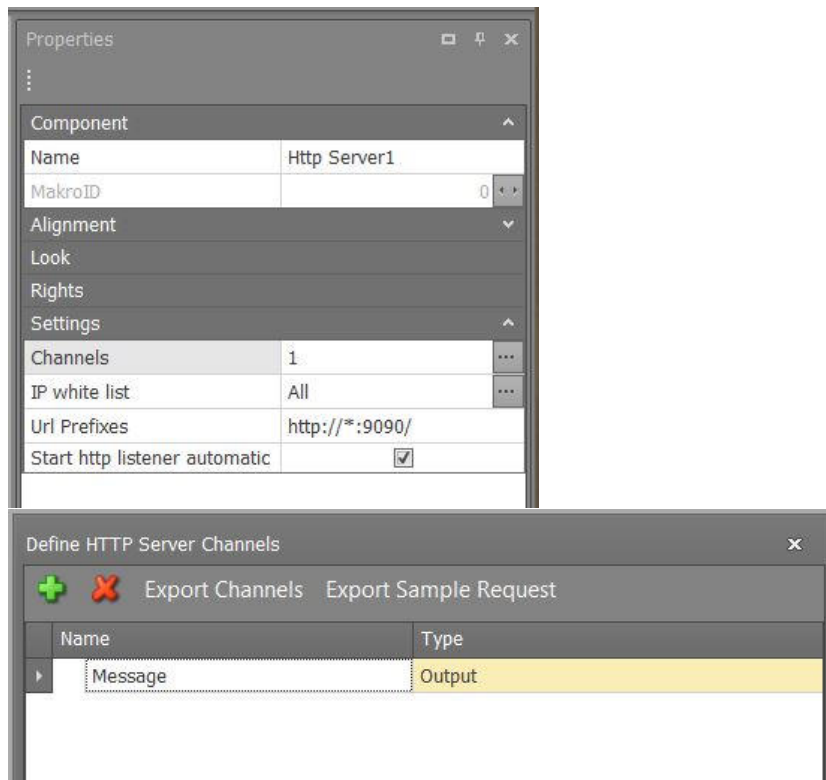 Properties
Component
Name Http Server1
MakroID 0
Alignment
Look
Rights
Settings
Channels 1 ...
IP white list All ...
Url Prefixes http://*:9090/
Start http listener automatic
Define HTTP Server Channels
Export Channels Export Sample Request
Name Type
Message Output